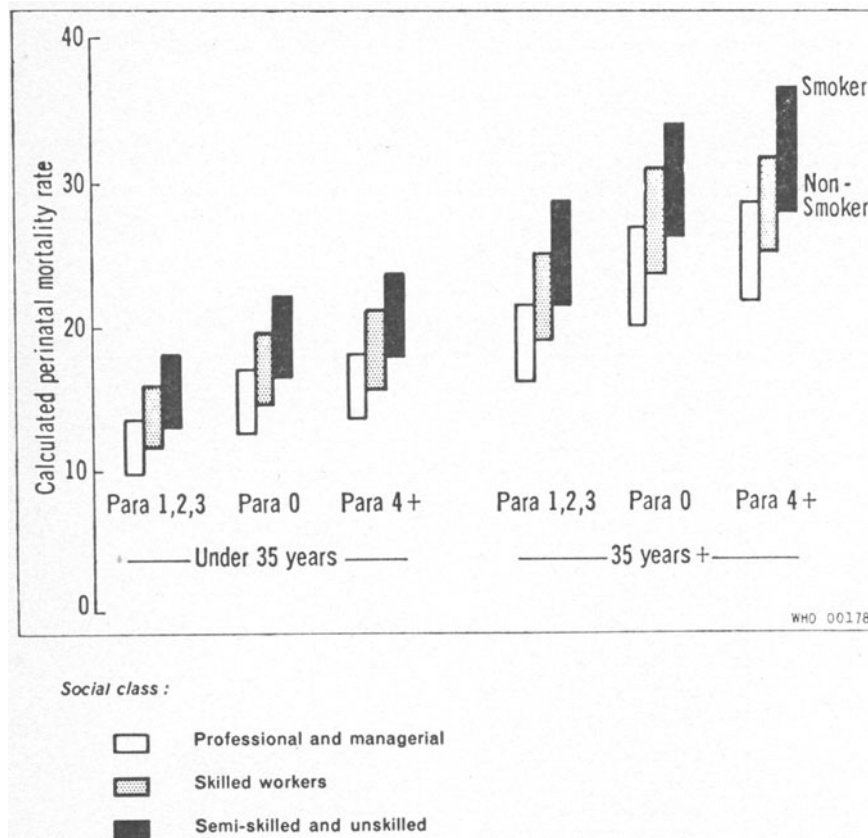 40
30
20
10
0
Calculated perinatal mortality rate
Smoker
Non-
Smoker
Para 1,2,3 Para 0 Para 4+ Para 1,2,3 Para 0 Para 4+
Under 35 years 35 years +
WHO 00178
Social class :
Professional and managerial
Skilled workers
Semi-skilled and unskilled